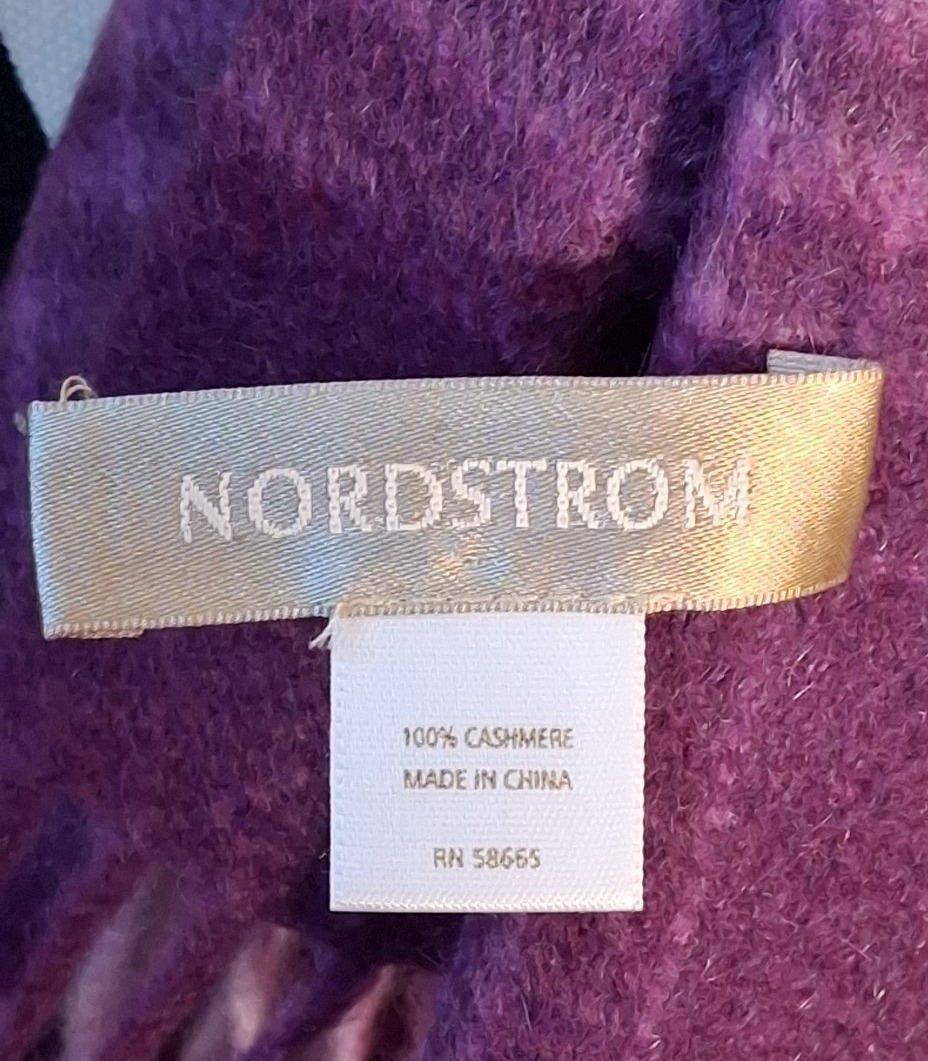 NORDSTROM
100% CASHMERE
MADE IN CHINA
RN 58665